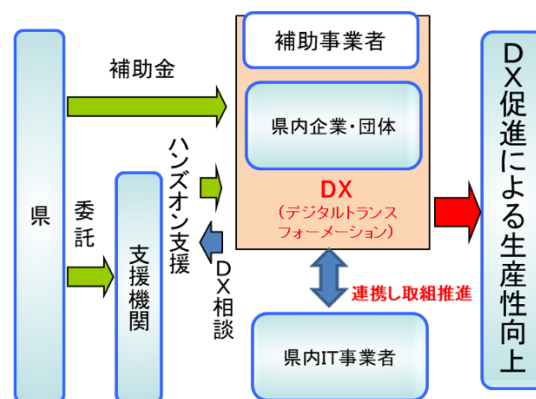 県
補助金
委託
支援機関
ハンズオン支援
DX相談
補助事業者
県内企業・団体
DX
(デジタルトランス
フォーメーション)
連携し取組推進
県内IT事業者
DX促進による生産性向上